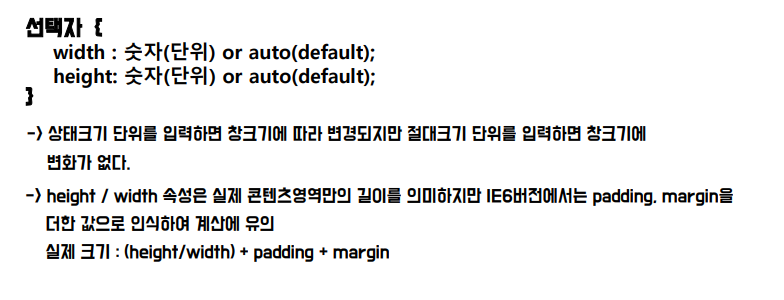 선택자 {
width : 숫자(단위) or auto(default);
height: 숫자(단위) or auto(default);
}
-> 상태크기 단위를 입력하면 창크기에 따라 변경되지만 절대크기 단위를 입력하면 창크기에
변화가 없다.
-> height / width 속성은 실제 콘텐츠영역만의 길이를 의미하지만 IE6버전에서는 padding, margin을
더한 값으로 인식하여 계산에 유의
실제 크기 : (height/width) + padding + margin